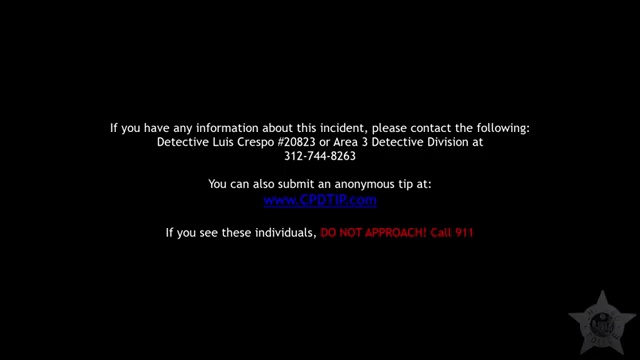 If you have any information about this incident, please contact the following:
Detective Luis Crespo #20823 or Area 3 Detective Division at
312-744-8263
You can also submit an anonymous tip at:
www.CPDTIP.com
If you see these individuals, DO NOT APPROACH! Call 911